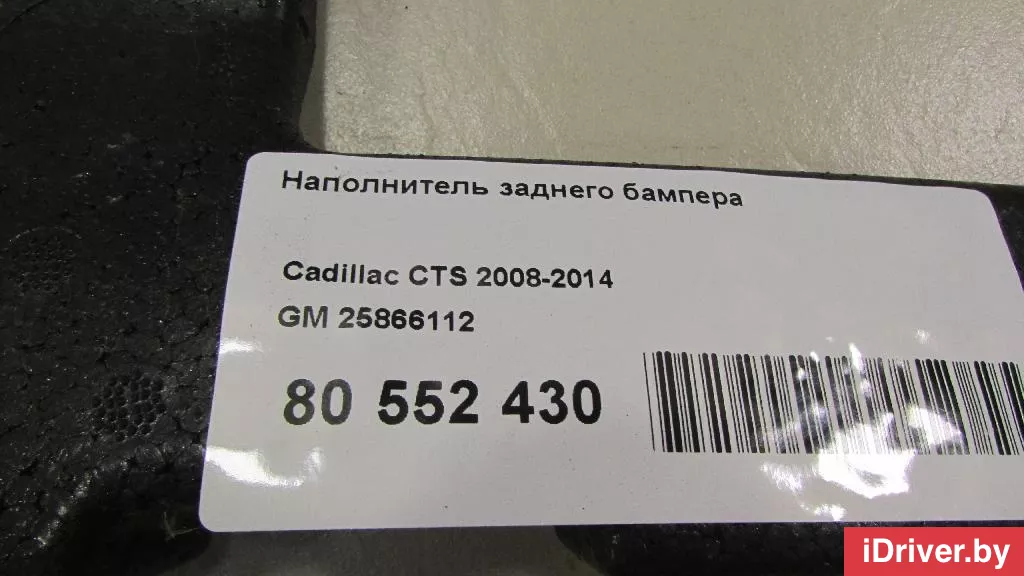 Наполнитель заднего бампера
Cadillac CTS 2008-2014
GM 25866112
80 552 430
iDriver.by